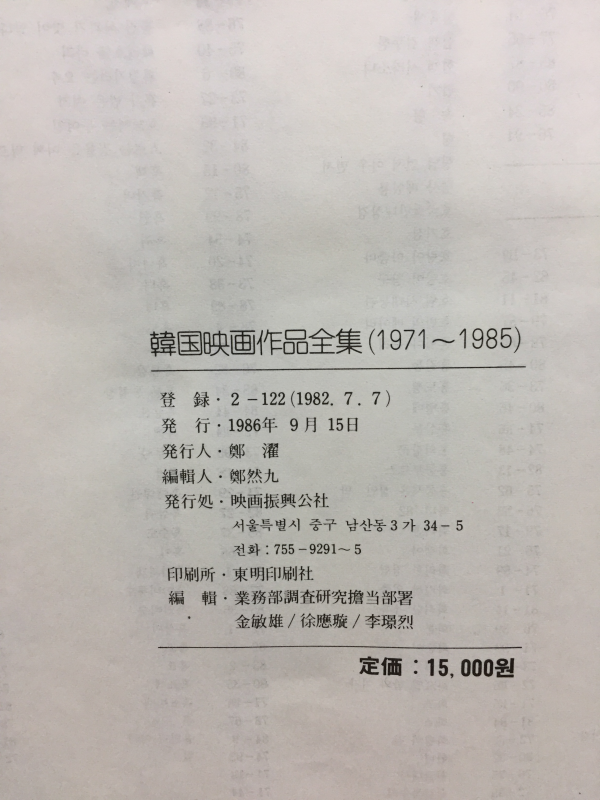 韓国映画作品全集(1971～1985)
登 録・2－122(1982. 7. 7)
発 行・1986年 9月 15日
発行人・鄭 濯
編輯人・鄭然九
発行処・映画振興公社
서울특별시 중구 남산동3가 34－5
전화：755－9291～5
印刷所・東明印刷社
編 輯・業務部調査研究擔当部署
金敏雄/徐應璇/李璟烈
定価：15,000원